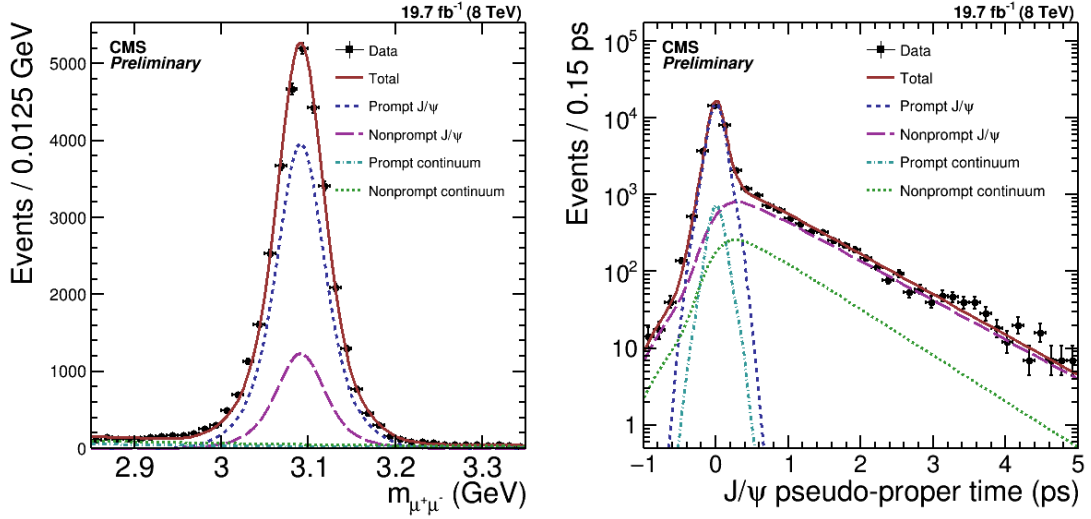 19.7 fb⁻¹ (8 TeV)
CMS
Preliminary
Data
Total
Prompt J/ψ
Nonprompt J/ψ
Prompt continuum
Nonprompt continuum
Events / 0.0125 GeV
5000
4000
3000
2000
1000
0
2.9 3 3.1 3.2 3.3
m_μ⁺μ⁻ (GeV)
19.7 fb⁻¹ (8 TeV)
CMS
Preliminary
Data
Total
Prompt J/ψ
Nonprompt J/ψ
Prompt continuum
Nonprompt continuum
Events / 0.15 ps
10⁵
10⁴
10³
10²
10
1
-1 0 1 2 3 4 5
J/ψ pseudo-proper time (ps)